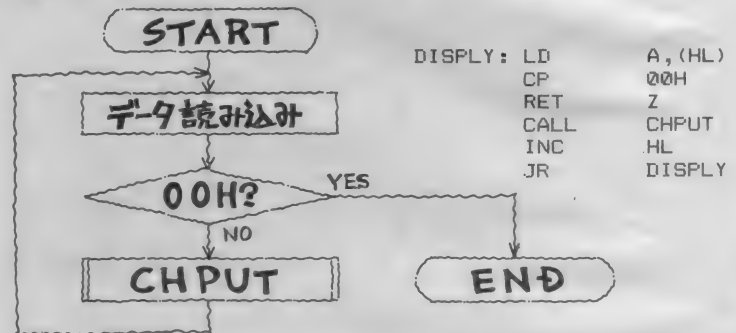 START
データ読み込み
00H?
YES
NO
CHPUT
END
DISPLY: LD A,(HL)
CP 00H
RET Z
CALL CHPUT
INC HL
JR DISPLY